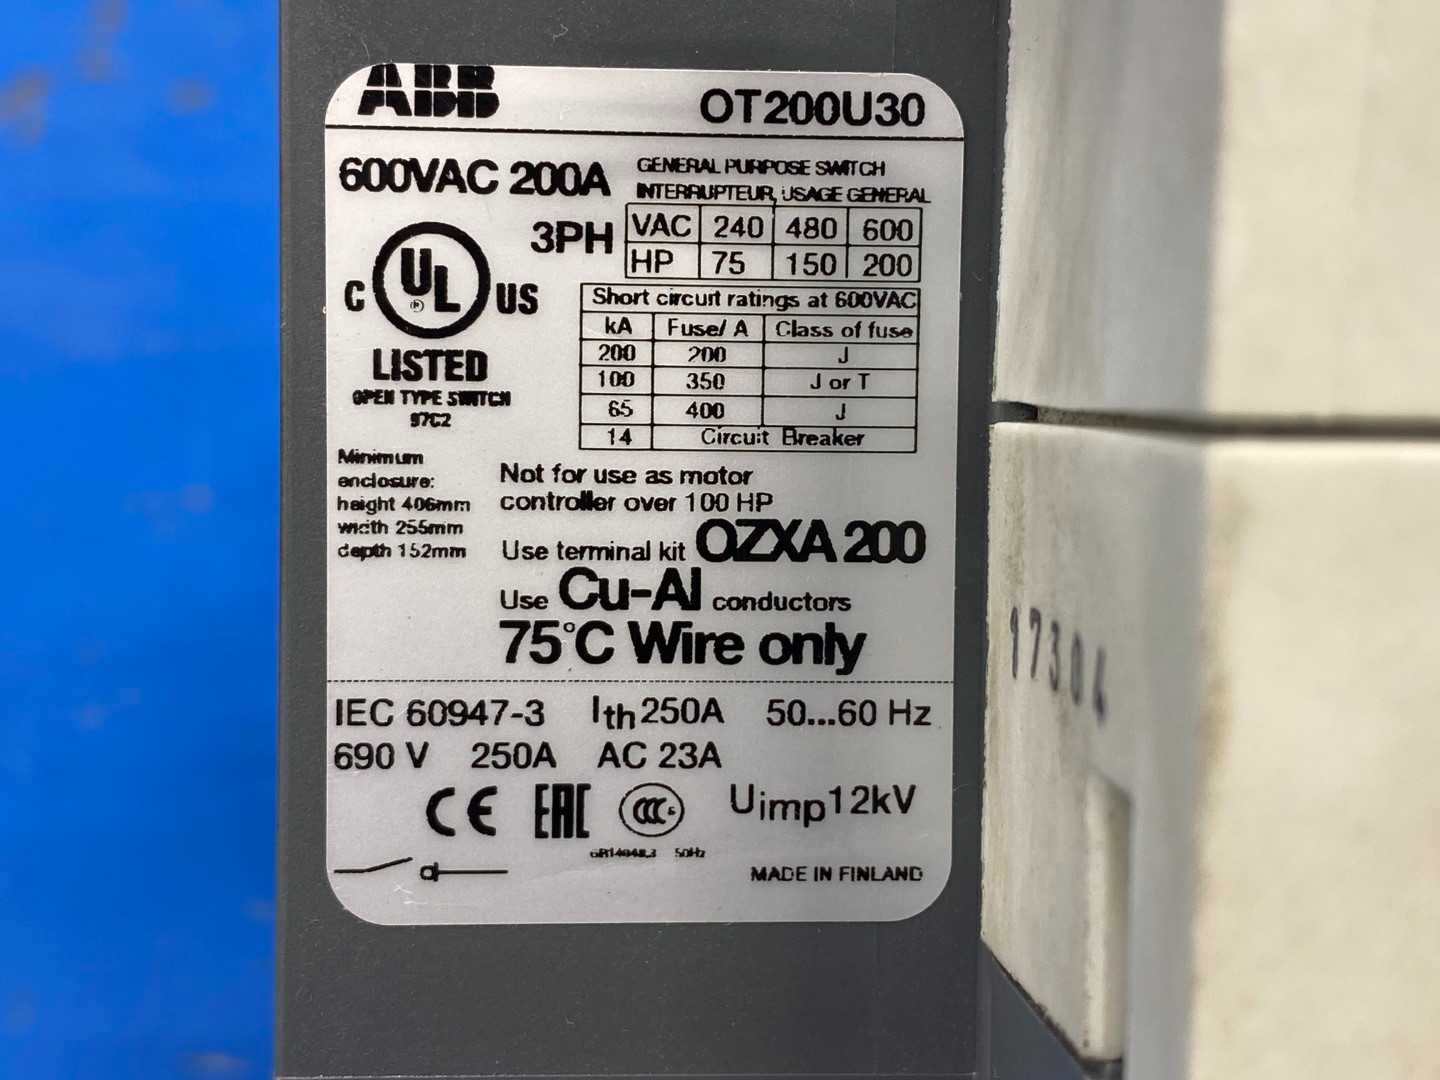 ABB
OT200U30
600VAC 200A
GENERAL PURPOSE SWITCH
INTERRUPTEUR, USAGE GENERAL
3PH
VAC 240 480 600
HP 75 150 200
C UL ® US
LISTED
OPEN TYPE SWITCH
97C2
Short circuit ratings at 600VAC
kA Fuse/ A Class of fuse
200 200 J
100 350 J or T
65 400 J
14 Circuit Breaker
Minimum
enclosure:
height 406mm
width 255mm
depth 152mm
Not for use as motor
controller over 100 HP
Use terminal kit OZXA 200
Use Cu-Al conductors
75°C Wire only
IEC 60947-3 Ith 250A 50...60 Hz
690 V 250A AC 23A
CE EAC CCC Uimp 12kV
50Hz
MADE IN FINLAND
17304